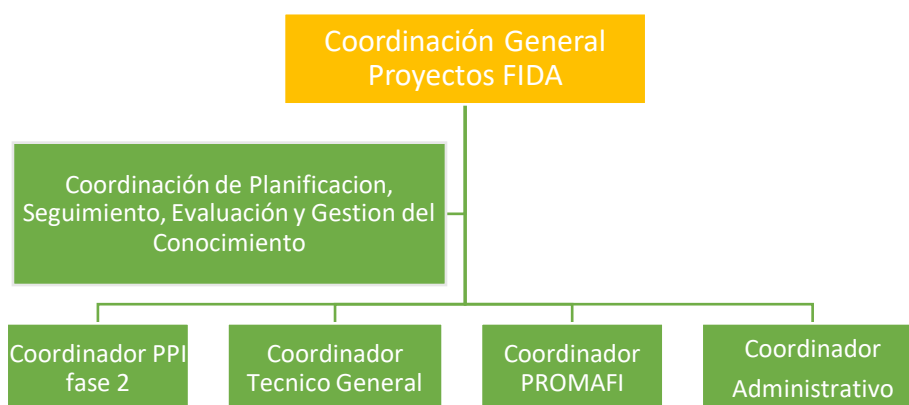 Coordinación General
Proyectos FIDA
Coordinación de Planificacion,
Seguimiento, Evaluación y Gestion del
Conocimiento
Coordinador PPI
fase 2
Coordinador
Tecnico General
Coordinador
PROMAFI
Coordinador
Administrativo